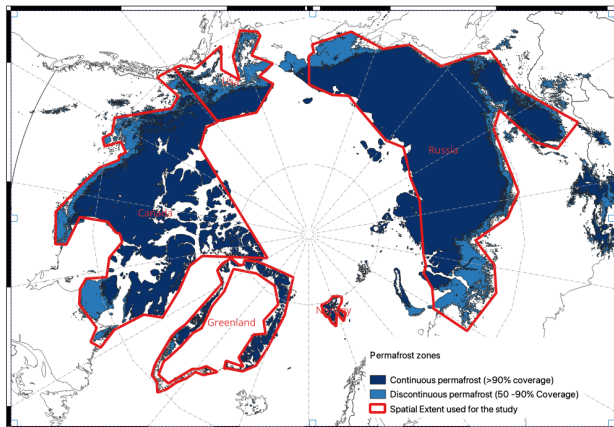 Russia
Canada
Greenland
Permafrost zones
Continuous permafrost (>90% coverage)
Discontinuous permafrost (50 -90% Coverage)
Spatial Extent used for the study